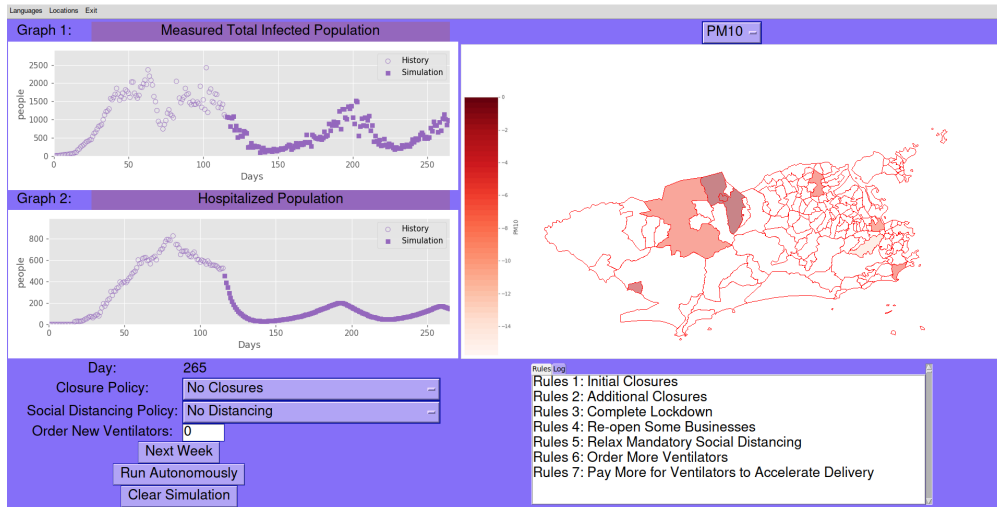 Languages Locations Exit
Graph 1: Measured Total Infected Population
PM10
History
Simulation
people
2500
2000
1500
1000
500
0
0 50 100 150 200 250
Days
Graph 2: Hospitalized Population
History
Simulation
people
800
600
400
200
0
0 50 100 150 200 250
Days
0
−2
−4
−6
−8
−10
−12
−14
PM10
Day: 265
Closure Policy: No Closures
Social Distancing Policy: No Distancing
Order New Ventilators: 0
Next Week
Run Autonomously
Clear Simulation
Rules Log
Rules 1: Initial Closures
Rules 2: Additional Closures
Rules 3: Complete Lockdown
Rules 4: Re-open Some Businesses
Rules 5: Relax Mandatory Social Distancing
Rules 6: Order More Ventilators
Rules 7: Pay More for Ventilators to Accelerate Delivery